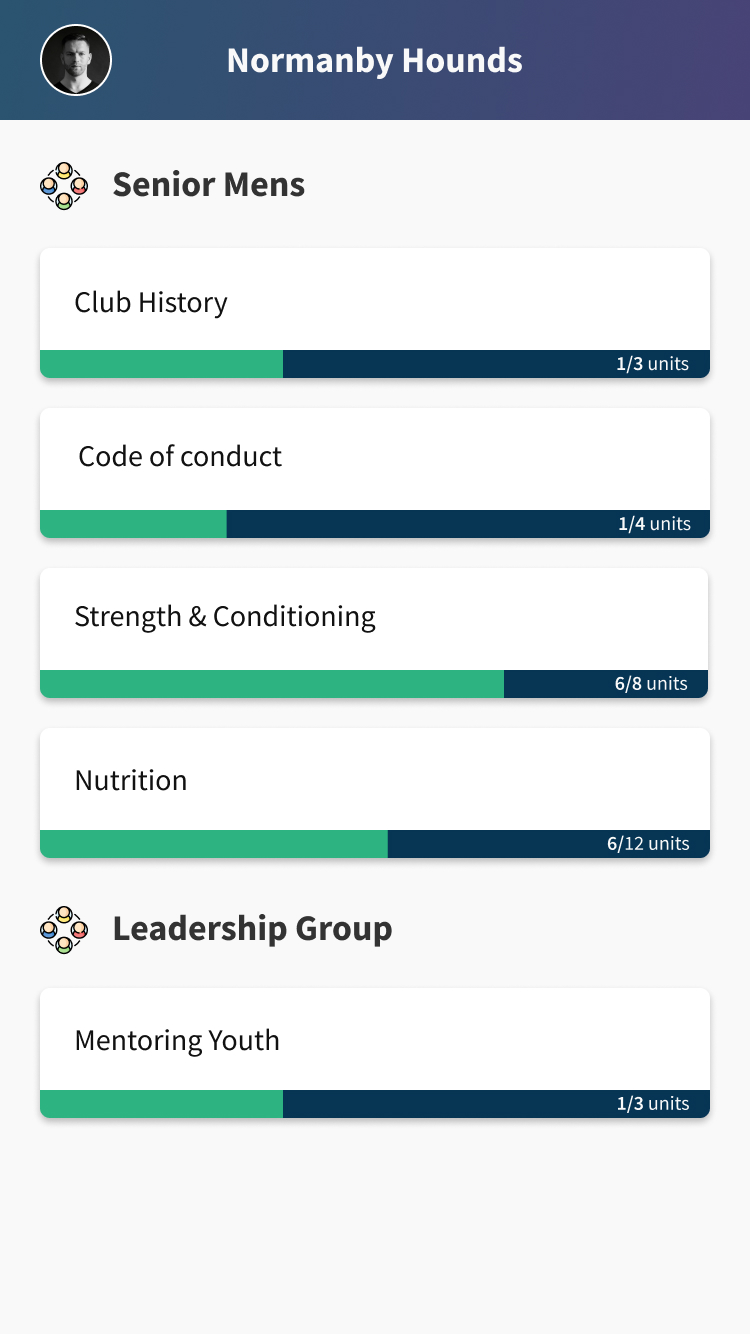 Normanby Hounds
Senior Mens
Club History
1/3 units
Code of conduct
1/4 units
Strength & Conditioning
6/8 units
Nutrition
6/12 units
Leadership Group
Mentoring Youth
1/3 units